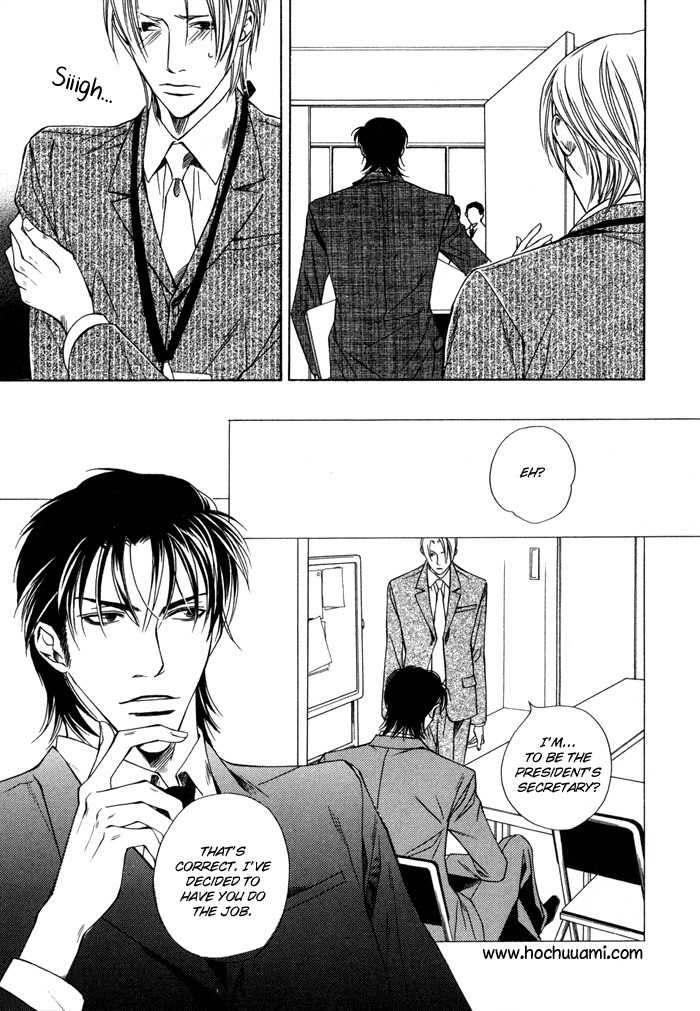 Siiigh...
EH?
I'M...
TO BE THE
PRESIDENT'S
SECRETARY?
THAT'S
CORRECT. I'VE
DECIDED TO
HAVE YOU DO
THE JOB.
www.hochuuami.com